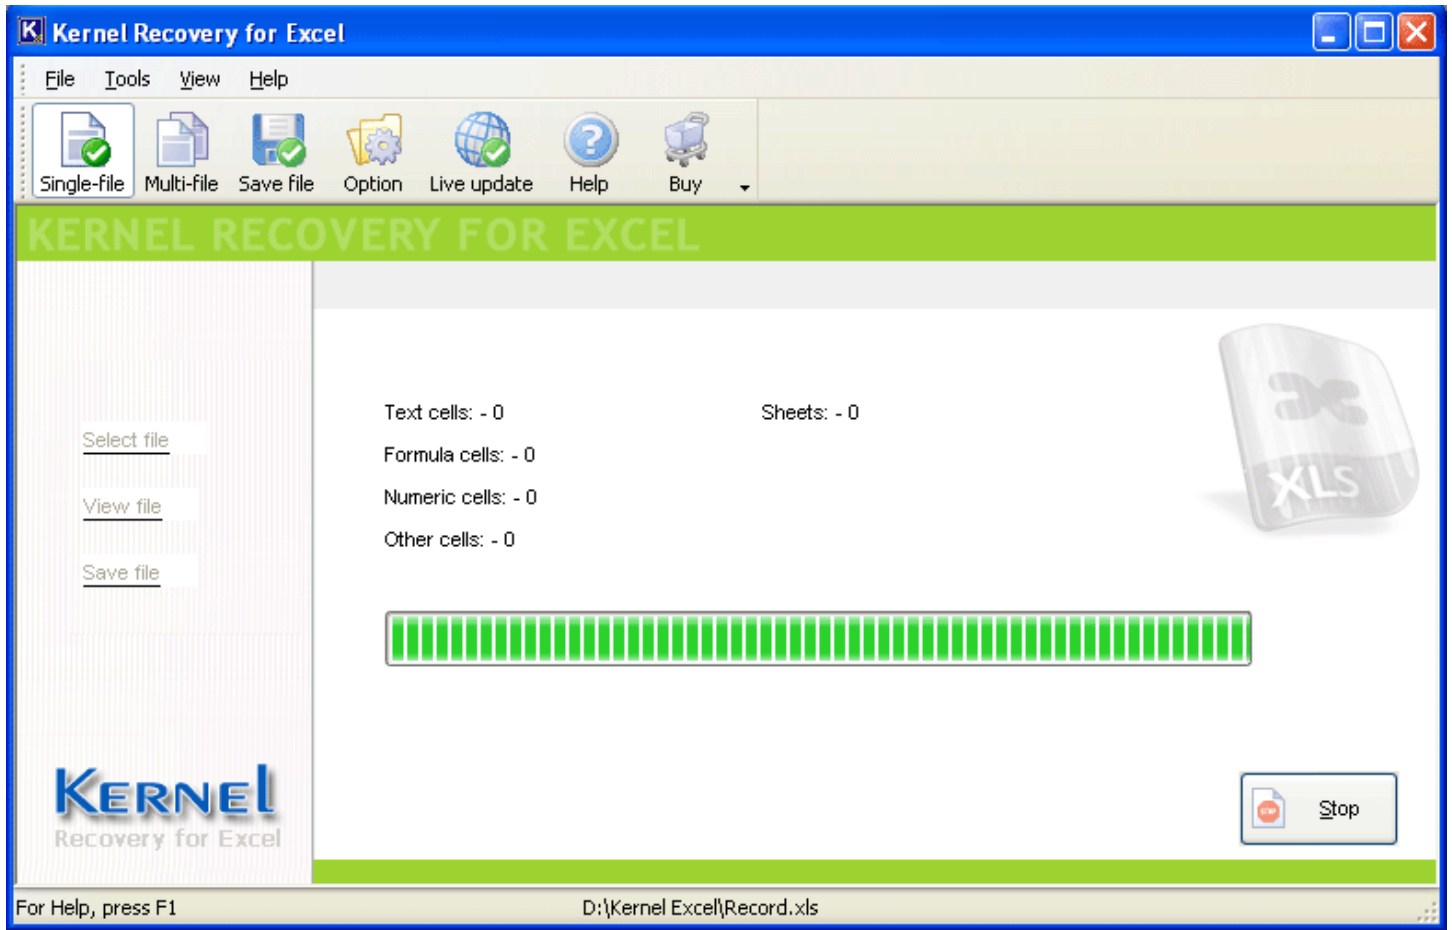 Kernel Recovery for Excel
File Tools View Help
Single-file Multi-file Save file Option Live update Help Buy
KERNEL RECOVERY FOR EXCEL
Text cells: - 0 Sheets: - 0
Formula cells: - 0
Numeric cells: - 0
Other cells: - 0
XLS
Select file
View file
Save file
KERNEl
Recovery for Excel
Stop
For Help, press F1 D:\Kernel Excel\Record.xls